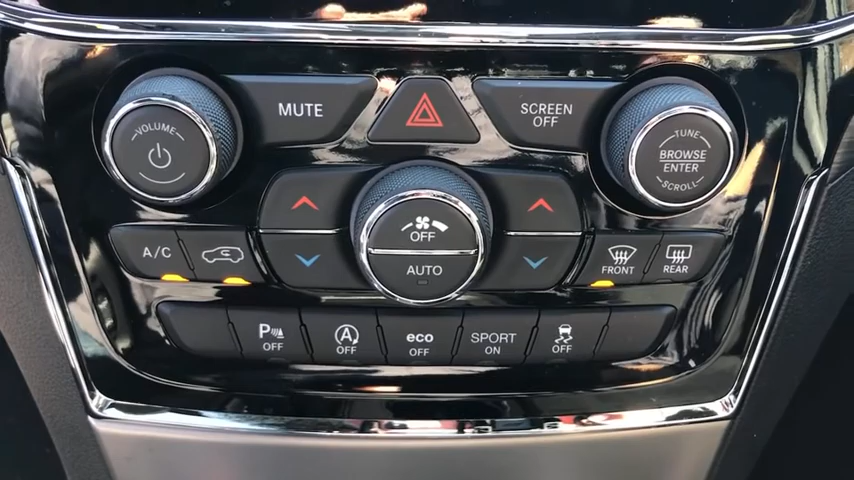 MUTE
SCREEN
OFF
VOLUME
TUNE
BROWSE
ENTER
SCROLL
OFF
AUTO
A/C
FRONT
REAR
P
OFF
A
OFF
eco
OFF
SPORT
ON
OFF